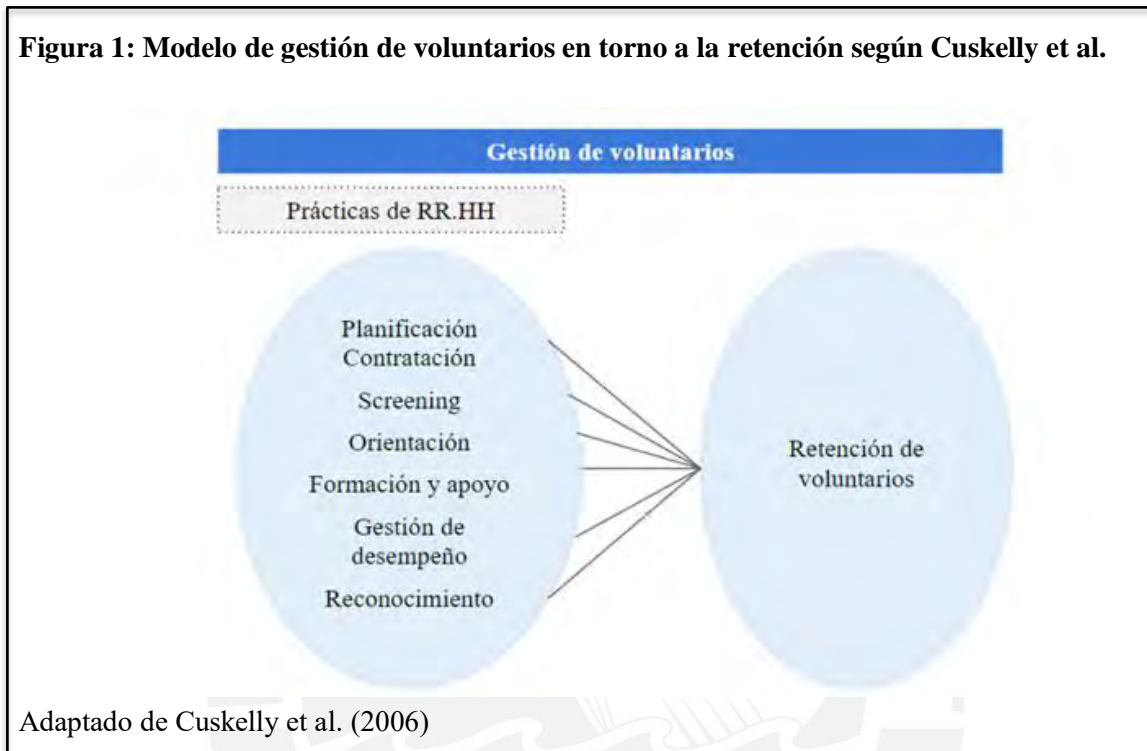 Figura 1: Modelo de gestión de voluntarios en torno a la retención según Cuskelly et al.
Gestión de voluntarios
Prácticas de RR.HH
Planificación
Contratación
Screening
Orientación
Formación y apoyo
Gestión de
desempeño
Reconocimiento
Retención de
voluntarios
Adaptado de Cuskelly et al. (2006)